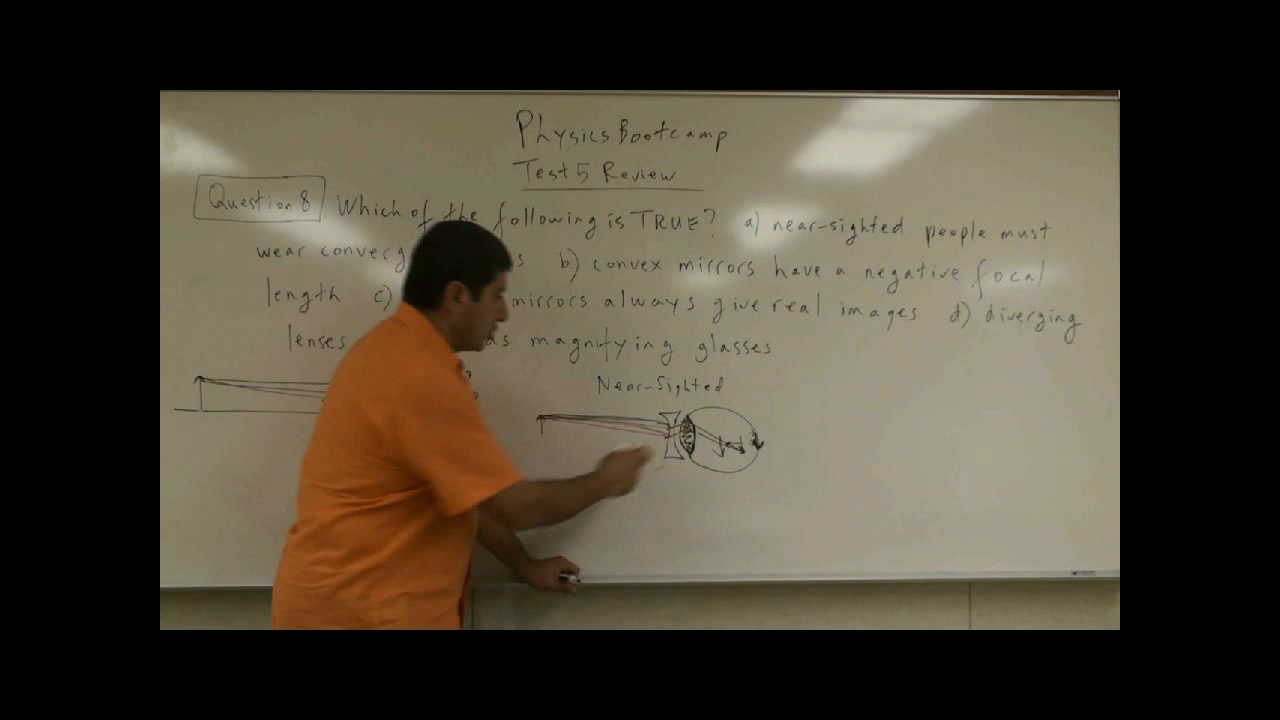 Physics Bootcamp
Test 5 Review
Question 8 Which of the following is TRUE? a) near-sighted people must
wear converg s b) convex mirrors have a negative focal
length c) mirrors always give real images d) diverging
lenses as magnifying glasses
Near-Sighted